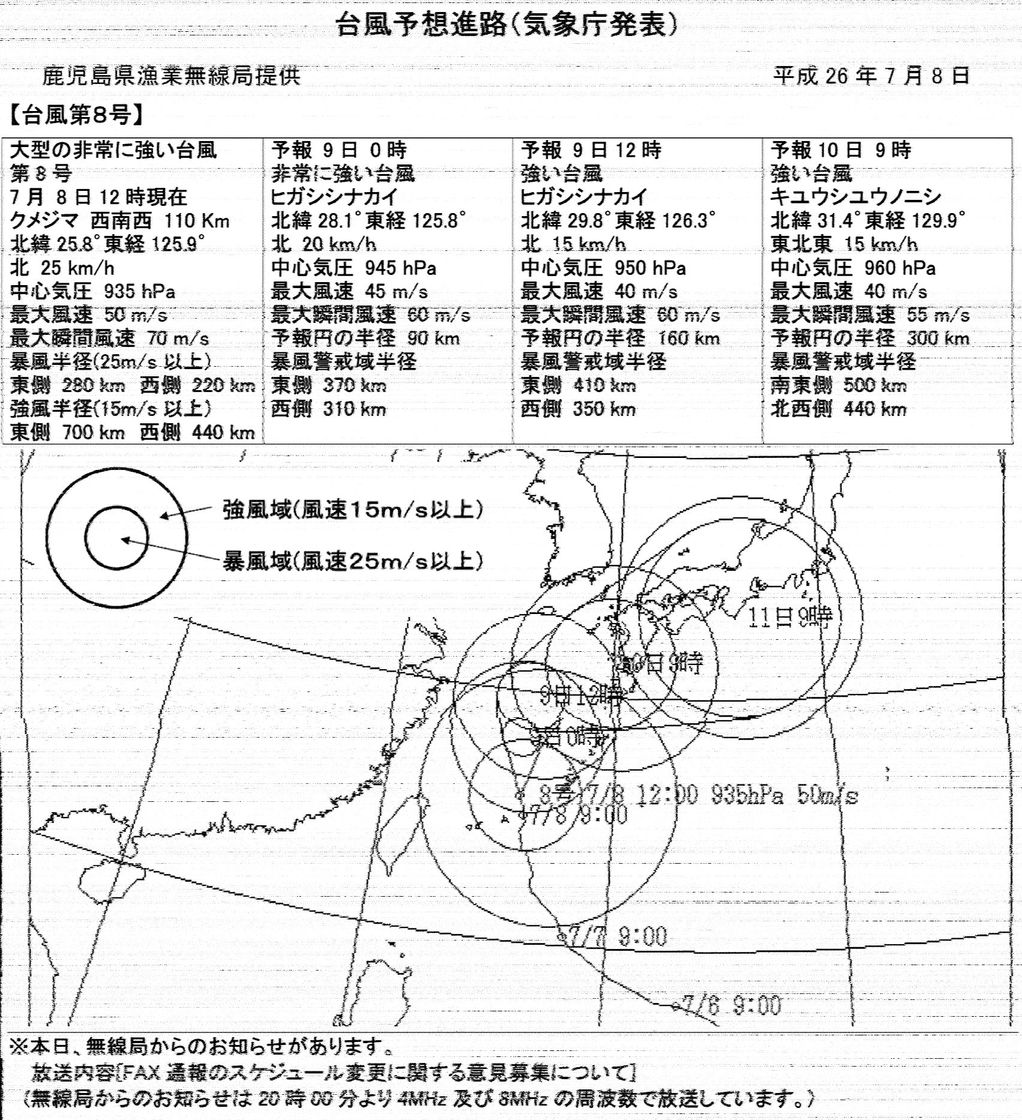 台風予想進路（気象庁発表）
鹿児島県漁業無線局提供
平成 26 年 7 月 8 日
【台風第８号】
大型の非常に強い台風
第 8 号
7 月 8 日 12 時現在
クメジマ 西南西 110 Km
北緯 25.8°東経 125.9°
北 25 km/h
中心気圧 935 hPa
最大風速 50 m/s
最大瞬間風速 70 m/s
暴風半径(25m/s 以上)
東側 280 km 西側 220 km
強風半径(15m/s 以上)
東側 700 km 西側 440 km
予報 9 日 0 時
非常に強い台風
ヒガシシナカイ
北緯 28.1°東経 125.8°
北 20 km/h
中心気圧 945 hPa
最大風速 45 m/s
最大瞬間風速 60 m/s
予報円の半径 90 km
暴風警戒域半径
東側 370 km
西側 310 km
予報 9 日 12 時
強い台風
ヒガシシナカイ
北緯 29.8°東経 126.3°
北 15 km/h
中心気圧 950 hPa
最大風速 40 m/s
最大瞬間風速 60 m/s
予報円の半径 160 km
暴風警戒域半径
東側 410 km
西側 350 km
予報 10 日 9 時
強い台風
キユウシユウノニシ
北緯 31.4°東経 129.9°
東北東 15 km/h
中心気圧 960 hPa
最大風速 40 m/s
最大瞬間風速 55 m/s
予報円の半径 300 km
暴風警戒域半径
南東側 500 km
北西側 440 km
強風域(風速１５m/s以上)
暴風域(風速２５m/s以上)
11日9時
10日9時
9日12時
9日0時
8号17/8 12:00 935hPa 50m/s
7/8 9:00
7/7 9:00
7/6 9:00
※本日、無線局からのお知らせがあります。
放送内容[FAX 通報のスケジュール変更に関する意見募集について]
（無線局からのお知らせは 20 時 00 分より 4MHz 及び 8MHz の周波数で放送しています。）